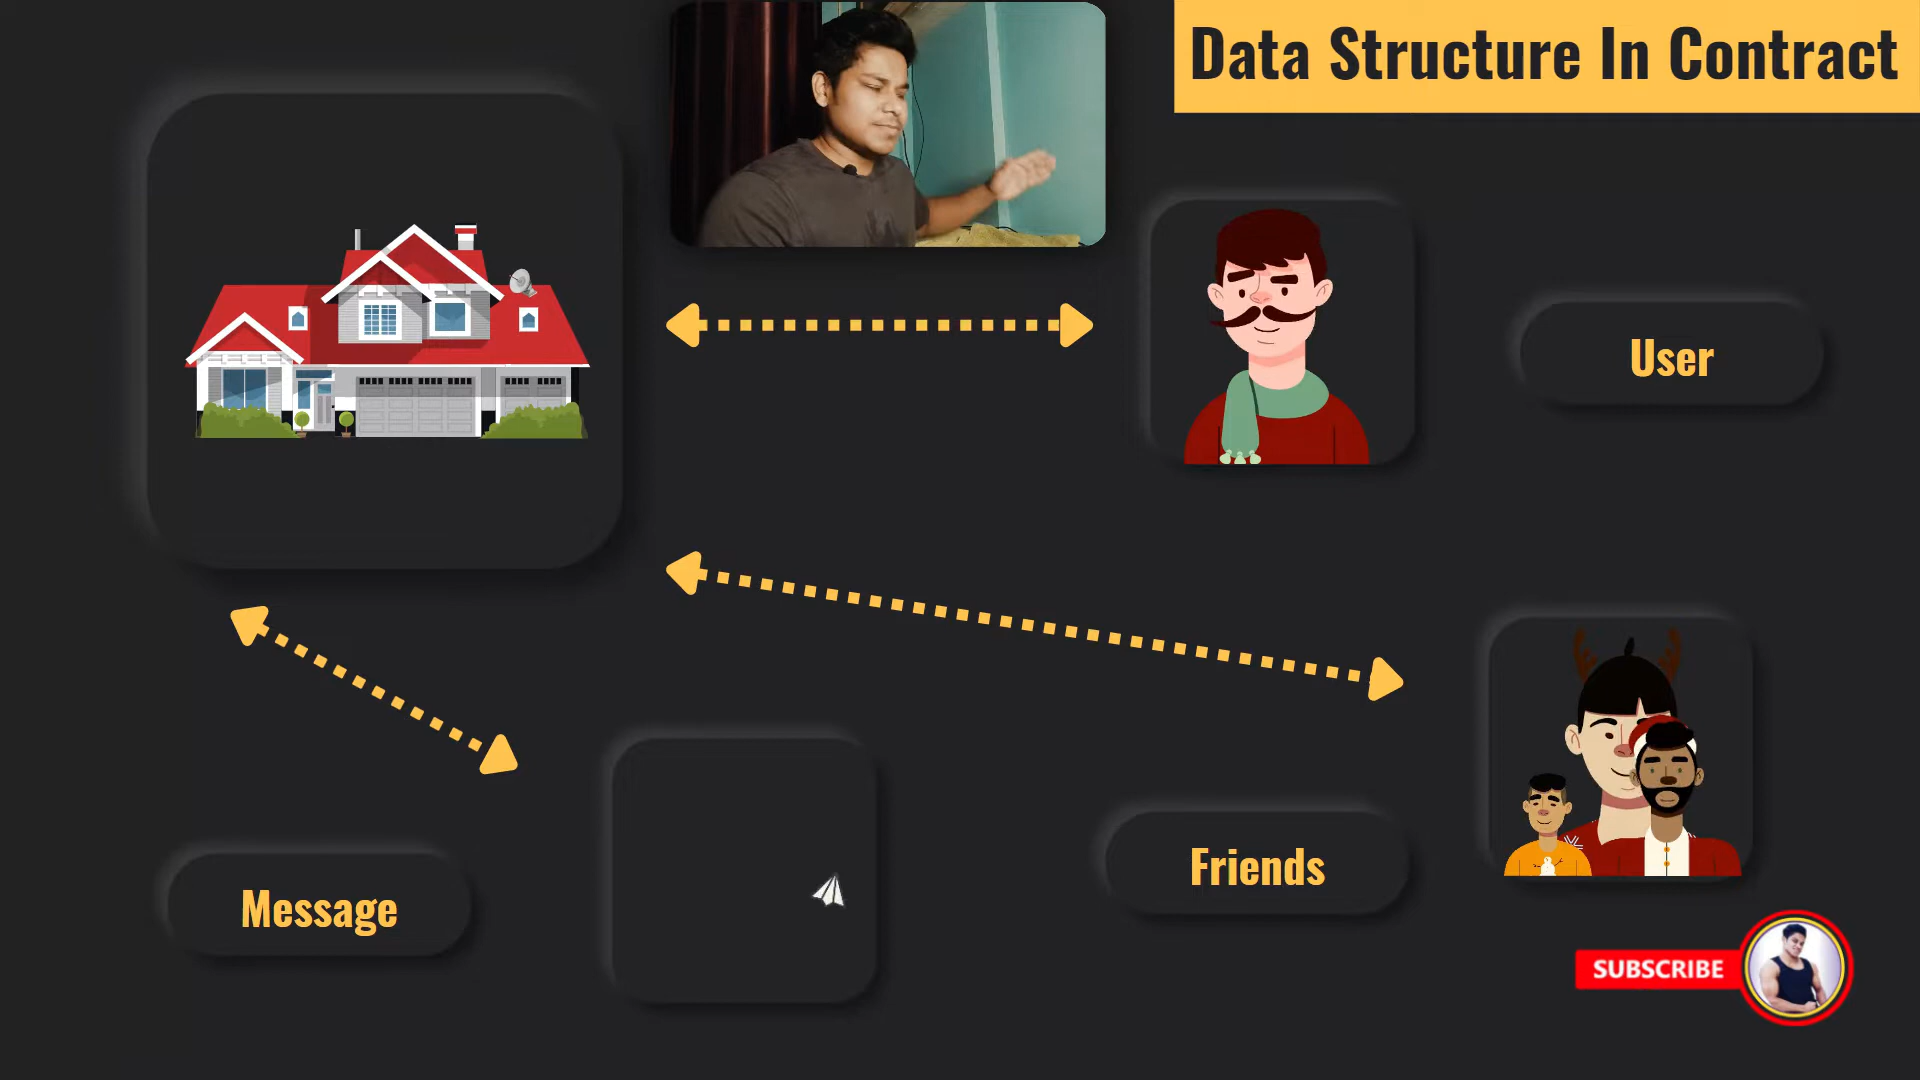 Data Structure In Contract
User
Friends
Message
SUBSCRIBE